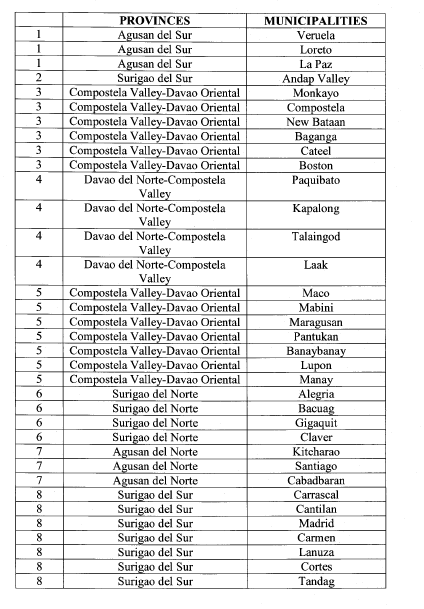 PROVINCES MUNICIPALITIES
1 Agusan del Sur Veruela
1 Agusan del Sur Loreto
1 Agusan del Sur La Paz
2 Surigao del Sur Andap Valley
3 Compostela Valley-Davao Oriental Monkayo
3 Compostela Valley-Davao Oriental Compostela
3 Compostela Valley-Davao Oriental New Bataan
3 Compostela Valley-Davao Oriental Baganga
3 Compostela Valley-Davao Oriental Cateel
3 Compostela Valley-Davao Oriental Boston
4 Davao del Norte-Compostela Paquibato
Valley
4 Davao del Norte-Compostela Kapalong
Valley
4 Davao del Norte-Compostela Talaingod
Valley
4 Davao del Norte-Compostela Laak
Valley
5 Compostela Valley-Davao Oriental Maco
5 Compostela Valley-Davao Oriental Mabini
5 Compostela Valley-Davao Oriental Maragusan
5 Compostela Valley-Davao Oriental Pantukan
5 Compostela Valley-Davao Oriental Banaybanay
5 Compostela Valley-Davao Oriental Lupon
5 Compostela Valley-Davao Oriental Manay
6 Surigao del Norte Alegria
6 Surigao del Norte Bacuag
6 Surigao del Norte Gigaquit
6 Surigao del Norte Claver
7 Agusan del Norte Kitcharao
7 Agusan del Norte Santiago
7 Agusan del Norte Cabadbaran
8 Surigao del Sur Carrascal
8 Surigao del Sur Cantilan
8 Surigao del Sur Madrid
8 Surigao del Sur Carmen
8 Surigao del Sur Lanuza
8 Surigao del Sur Cortes
8 Surigao del Sur Tandag